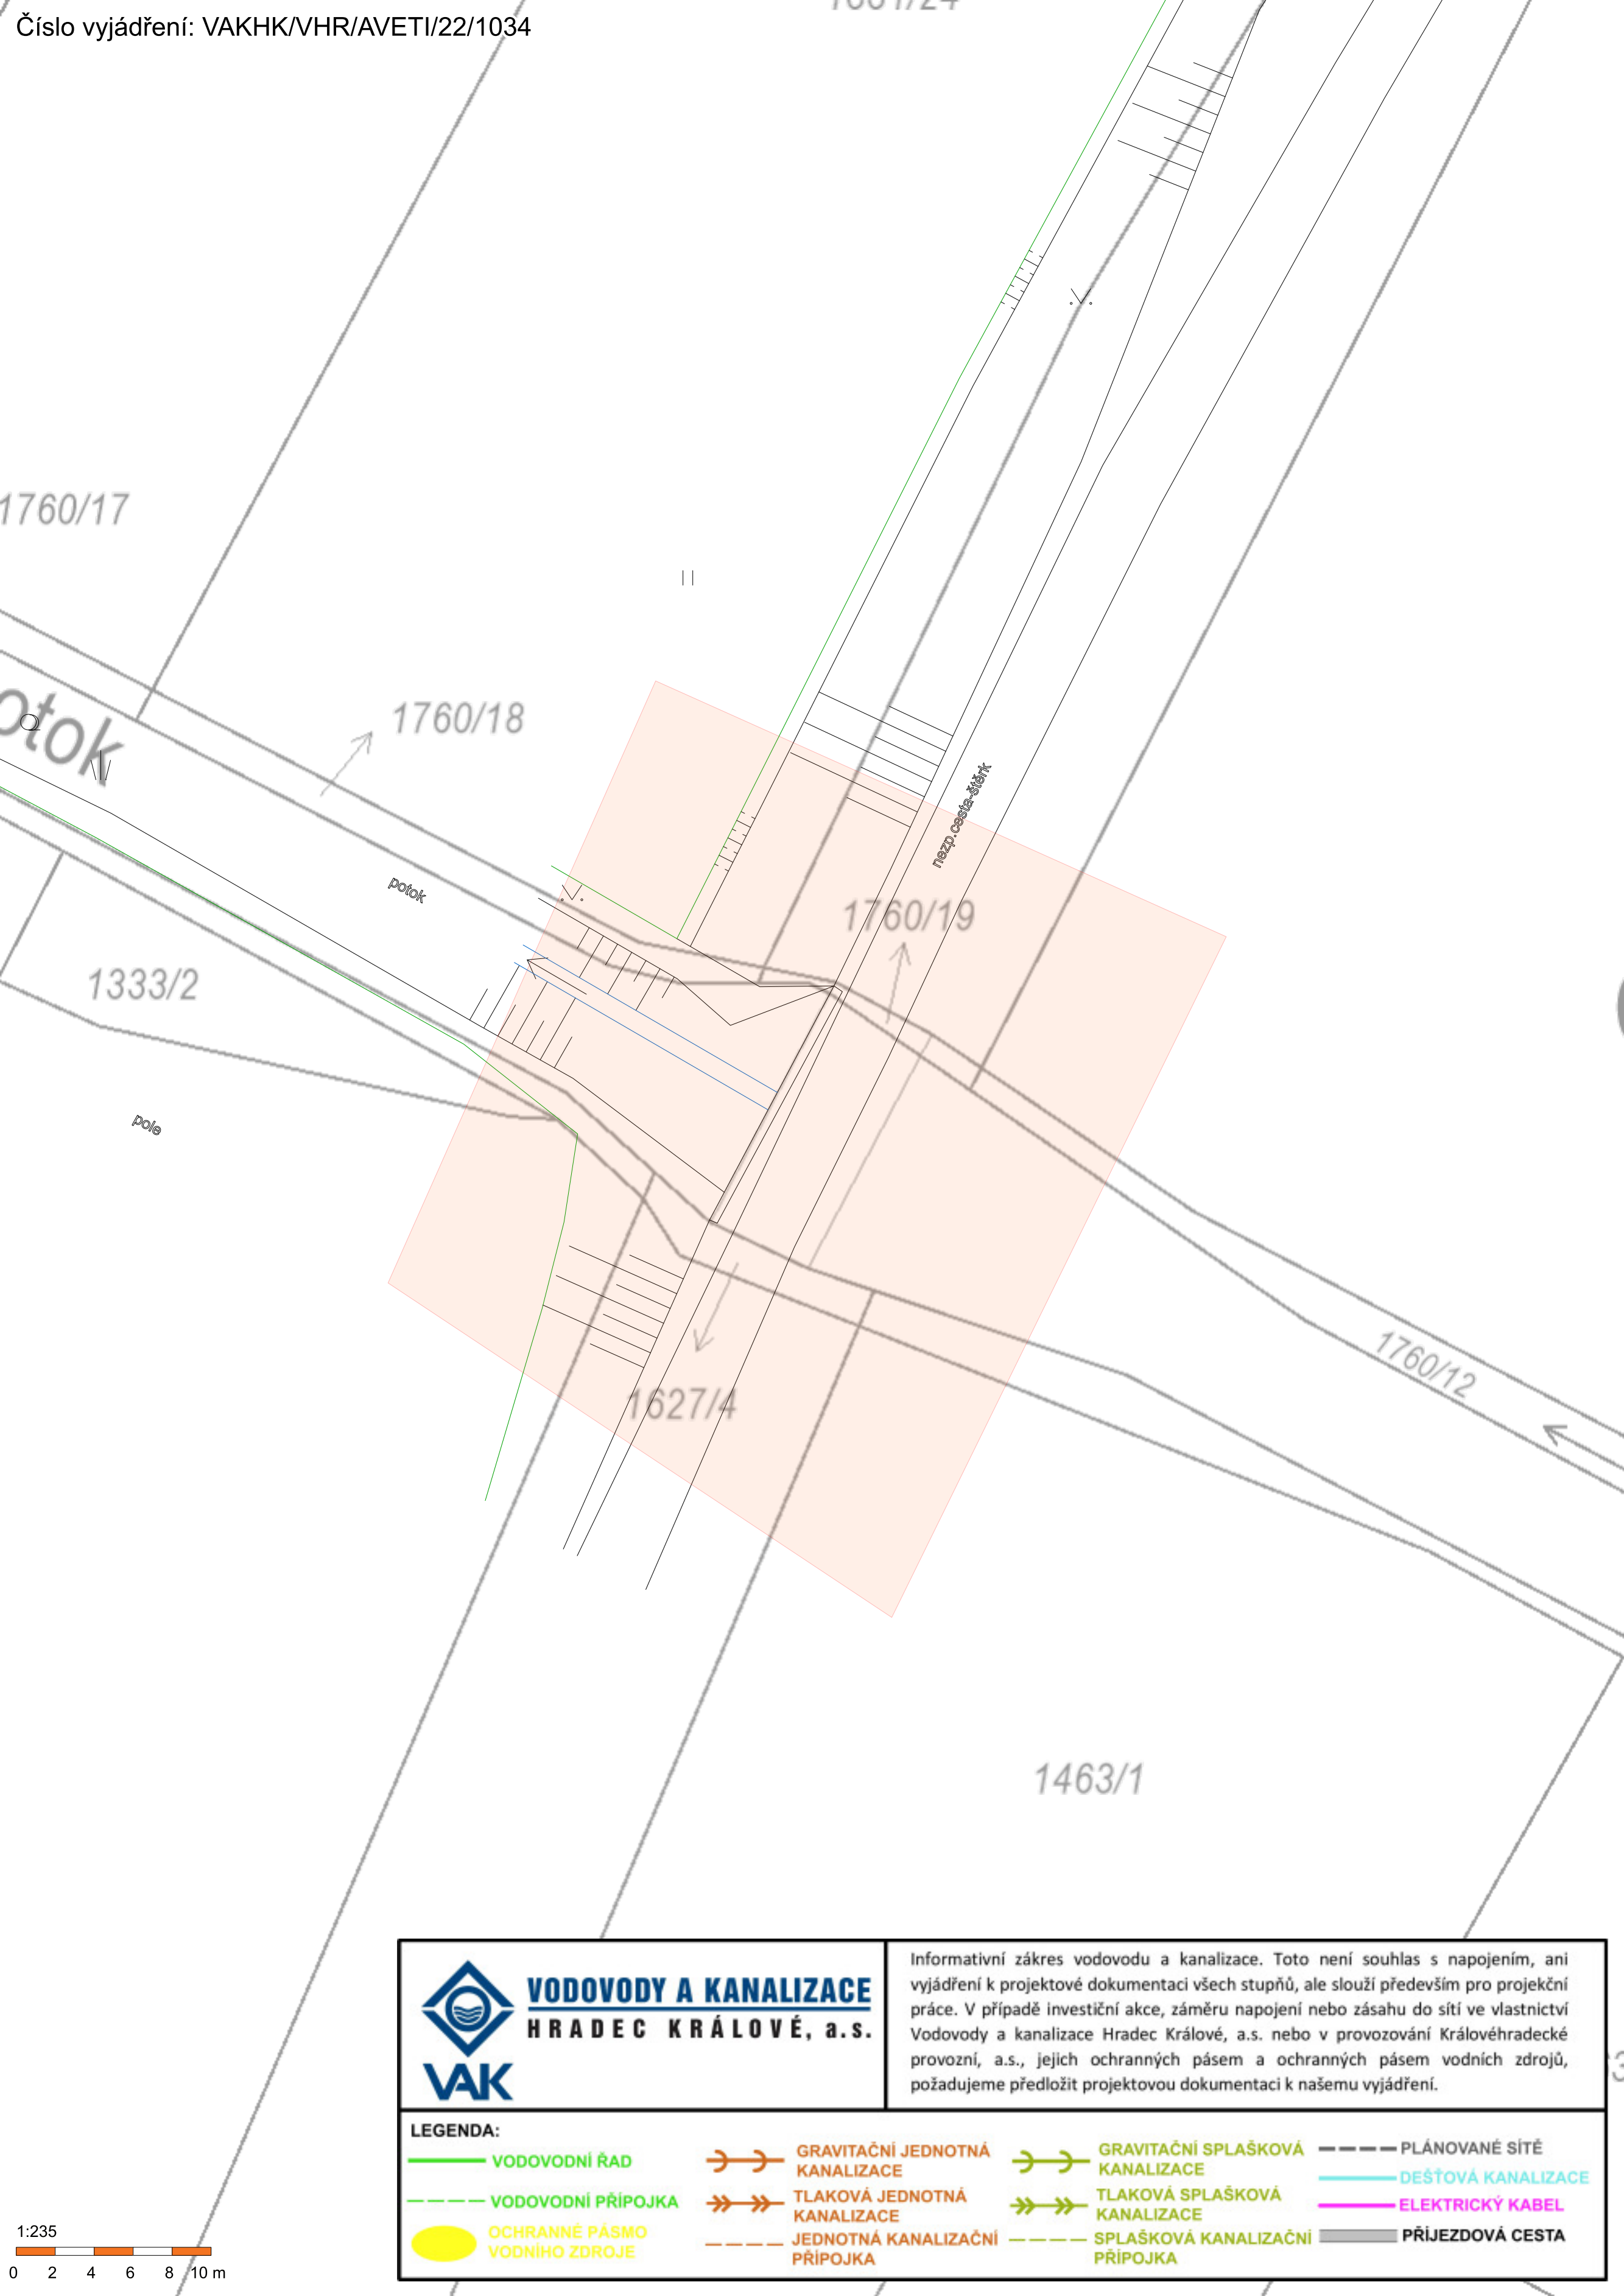 Číslo vyjádření: VAKHK/VHR/AVETI/22/1034
1760/17
1760/18
otok
nezp.cesta-štěrk
potok
1760/19
1333/2
pole
1760/12
1627/4
1463/1
VODOVODY A KANALIZACE
HRADEC KRÁLOVÉ, a.s.
VAK
Informativní zákres vodovodu a kanalizace. Toto není souhlas s napojením, ani
vyjádření k projektové dokumentaci všech stupňů, ale slouží především pro projekční
práce. V případě investiční akce, záměru napojení nebo zásahu do sítí ve vlastnictví
Vodovody a kanalizace Hradec Králové, a.s. nebo v provozování Královéhradecké
provozní, a.s., jejich ochranných pásem a ochranných pásem vodních zdrojů,
požadujeme předložit projektovou dokumentaci k našemu vyjádření.
LEGENDA:
VODOVODNÍ ŘAD
VODOVODNÍ PŘÍPOJKA
OCHRANNÉ PÁSMO
VODNÍHO ZDROJE
GRAVITAČNÍ JEDNOTNÁ
KANALIZACE
TLAKOVÁ JEDNOTNÁ
KANALIZACE
JEDNOTNÁ KANALIZAČNÍ
PŘÍPOJKA
GRAVITAČNÍ SPLAŠKOVÁ
KANALIZACE
TLAKOVÁ SPLAŠKOVÁ
KANALIZACE
SPLAŠKOVÁ KANALIZAČNÍ
PŘÍPOJKA
PLÁNOVANÉ SÍTĚ
DEŠŤOVÁ KANALIZACE
ELEKTRICKÝ KABEL
PŘÍJEZDOVÁ CESTA
1:235
0 2 4 6 8 10 m